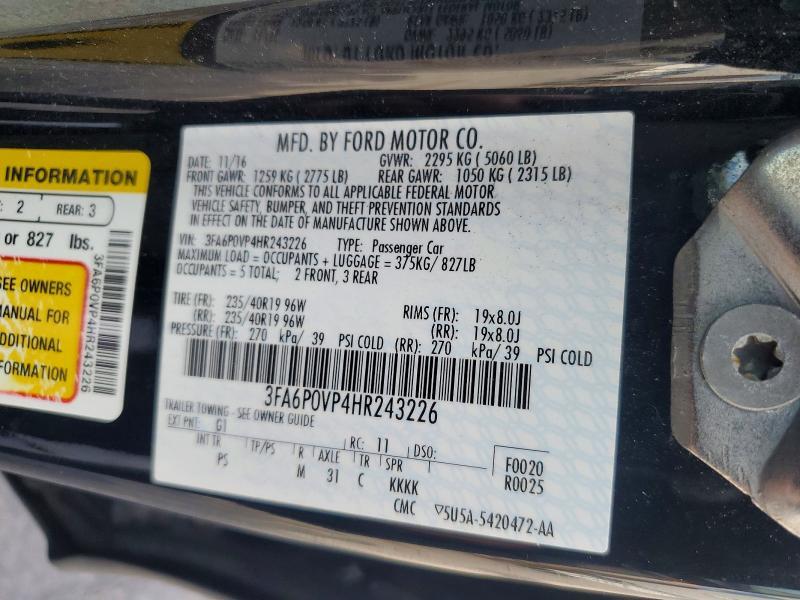 MFD. BY FORD MOTOR CO.
DATE: 11/16 GVWR: 2295 KG ( 5060 LB)
FRONT GAWR: 1259 KG ( 2775 LB) REAR GAWR: 1050 KG ( 2315 LB)
THIS VEHICLE CONFORMS TO ALL APPLICABLE FEDERAL MOTOR
VEHICLE SAFETY, BUMPER, AND THEFT PREVENTION STANDARDS
IN EFFECT ON THE DATE OF MANUFACTURE SHOWN ABOVE.
VIN: 3FA6P0VP4HR243226 TYPE: Passenger Car
MAXIMUM LOAD = OCCUPANTS + LUGGAGE = 375KG/ 827LB
OCCUPANTS = 5 TOTAL; 2 FRONT, 3 REAR
TIRE (FR): 235/40R19 96W RIMS (FR): 19x8.0J
(RR): 235/40R19 96W (RR): 19x8.0J
PRESSURE (FR): 270 kPa/ 39 PSI COLD (RR): 270 kPa/ 39 PSI COLD
3FA6P0VP4HR243226
TRAILER TOWING - SEE OWNER GUIDE
EXT PNT: G1 RC: 11 DSO:
INT TR TP/PS R AXLE TR SPR F0020
PS M 31 C KKKK R0025
CMC ▽5U5A-5420472-AA
INFORMATION
: 2 REAR: 3
or 827 lbs.
SEE OWNERS
MANUAL FOR
ADDITIONAL
INFORMATION
3FA6P0VP4HR243226